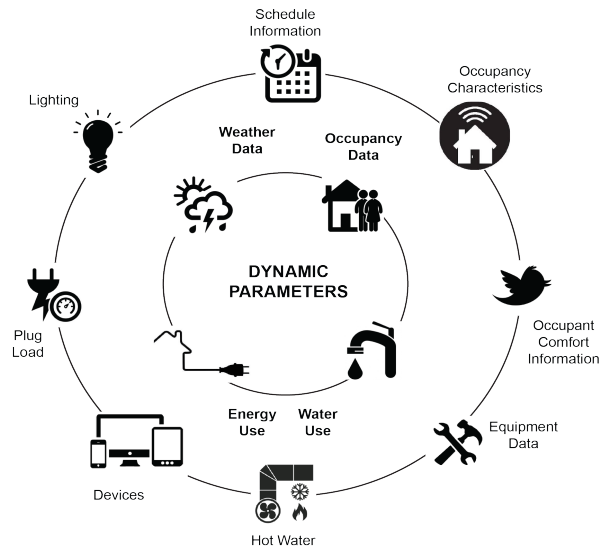 Schedule
Information
Occupancy
Characteristics
Lighting
Weather
Data
Occupancy
Data
DYNAMIC
PARAMETERS
Plug
Load
Occupant
Comfort
Information
Energy
Use
Water
Use
Equipment
Data
Devices
Hot Water